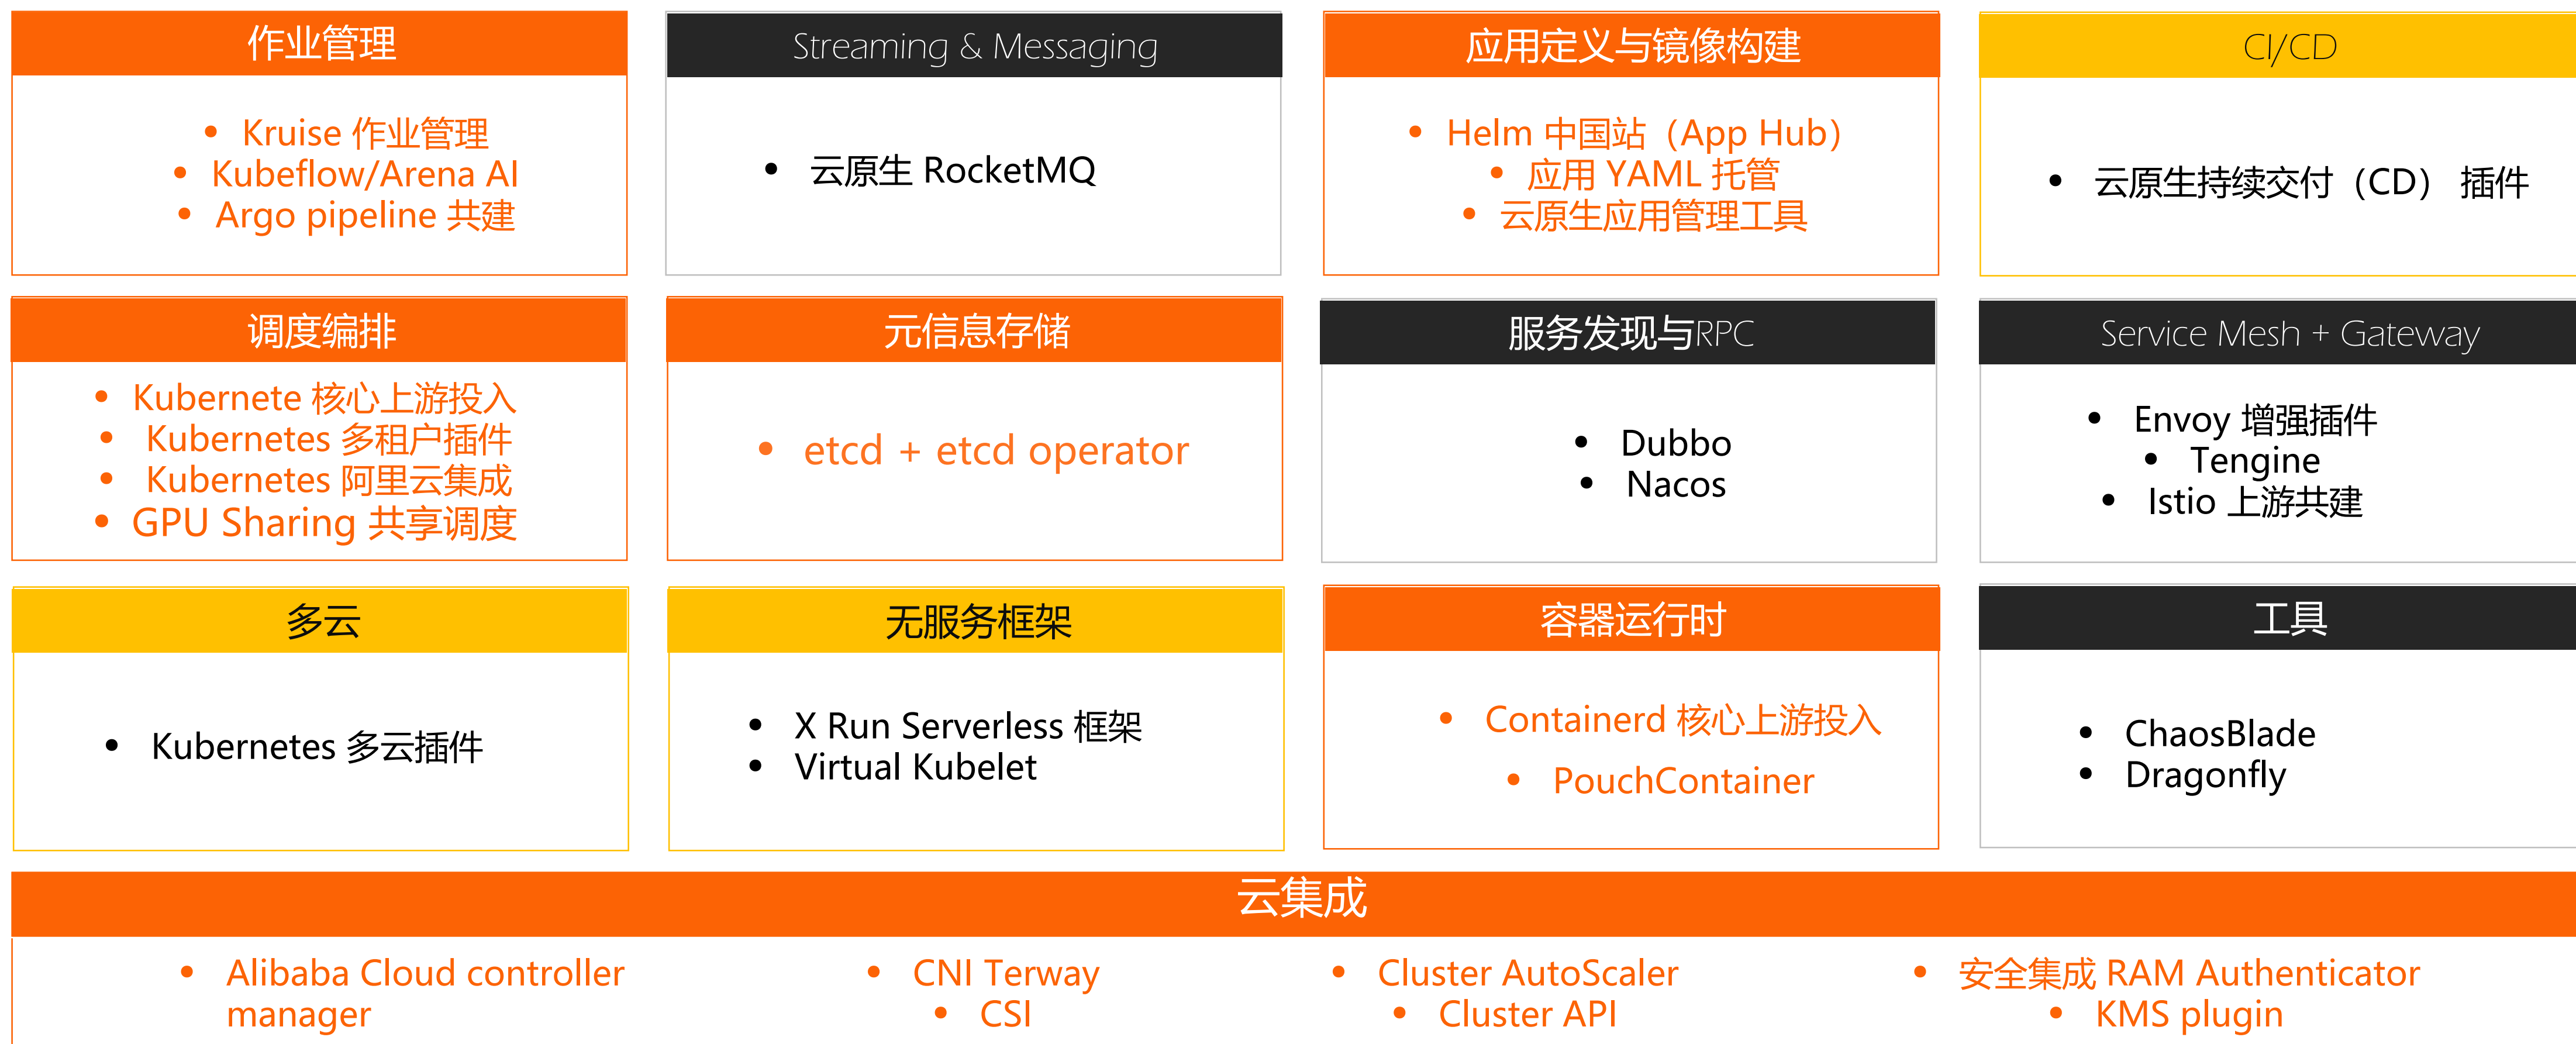 作业管理
• Kruise 作业管理
• Kubeflow/Arena AI
• Argo pipeline 共建
Streaming & Messaging
• 云原生 RocketMQ
应用定义与镜像构建
• Helm 中国站（App Hub）
• 应用 YAML 托管
• 云原生应用管理工具
CI/CD
• 云原生持续交付（CD） 插件
调度编排
• Kubernete 核心上游投入
• Kubernetes 多租户插件
• Kubernetes 阿里云集成
• GPU Sharing 共享调度
元信息存储
• etcd + etcd operator
服务发现与RPC
• Dubbo
• Nacos
Service Mesh + Gateway
• Envoy 增强插件
• Tengine
• Istio 上游共建
多云
• Kubernetes 多云插件
无服务框架
• X Run Serverless 框架
• Virtual Kubelet
容器运行时
• Containerd 核心上游投入
• PouchContainer
工具
• ChaosBlade
• Dragonfly
云集成
• Alibaba Cloud controller
manager
• CNI Terway
• CSI
• Cluster AutoScaler
• Cluster API
• 安全集成 RAM Authenticator
• KMS plugin